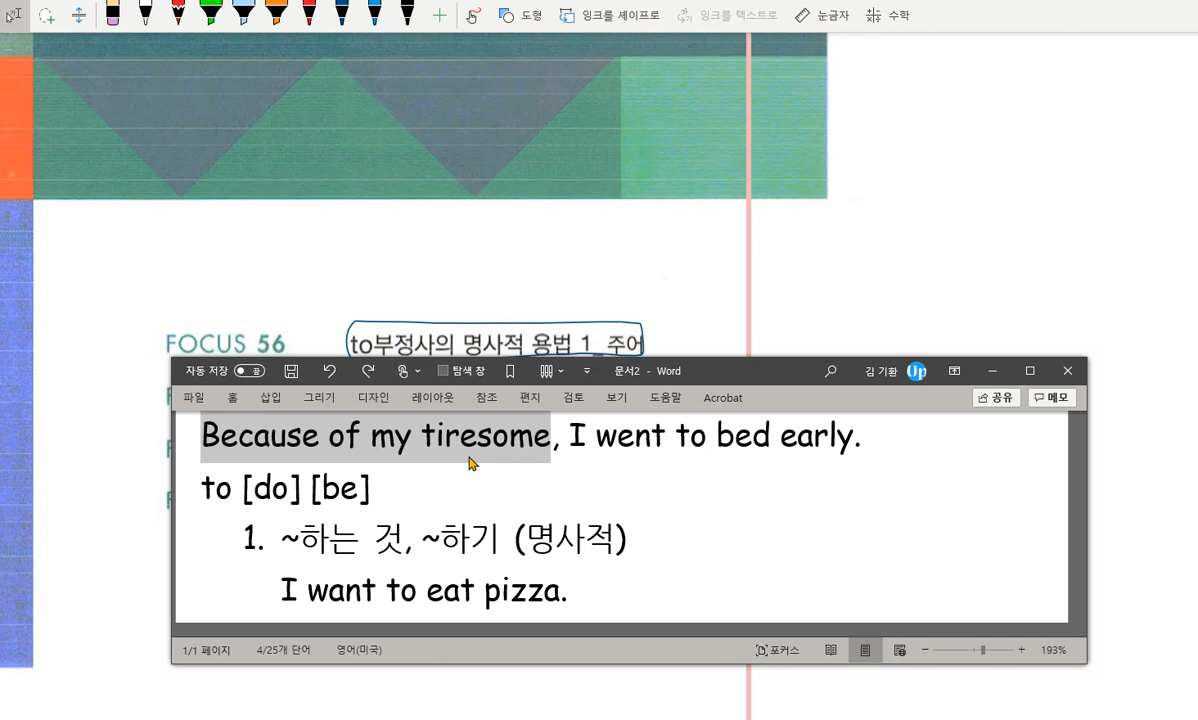 도형 잉크를 셰이프로 잉크를 텍스트로 눈금자 수학
FOCUS 56 to부정사의 명사적 용법 1_ 주어
자동 저장 끔 탐색 창 문서2 - Word 김 기환 Up
파일 홈 삽입 그리기 디자인 레이아웃 참조 편지 검토 보기 도움말 Acrobat 공유 메모
Because of my tiresome, I went to bed early.
to [do] [be]
1. ~하는 것, ~하기 (명사적)
I want to eat pizza.
1/1 페이지 4/25개 단어 영어(미국) 포커스 193%